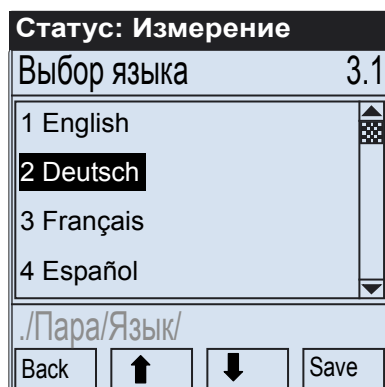 Статус: Измерение
Выбор языка 3.1
1 English
2 Deutsch
3 Français
4 Español
./Пара/Язык/
Back ⬆ ⬇ Save